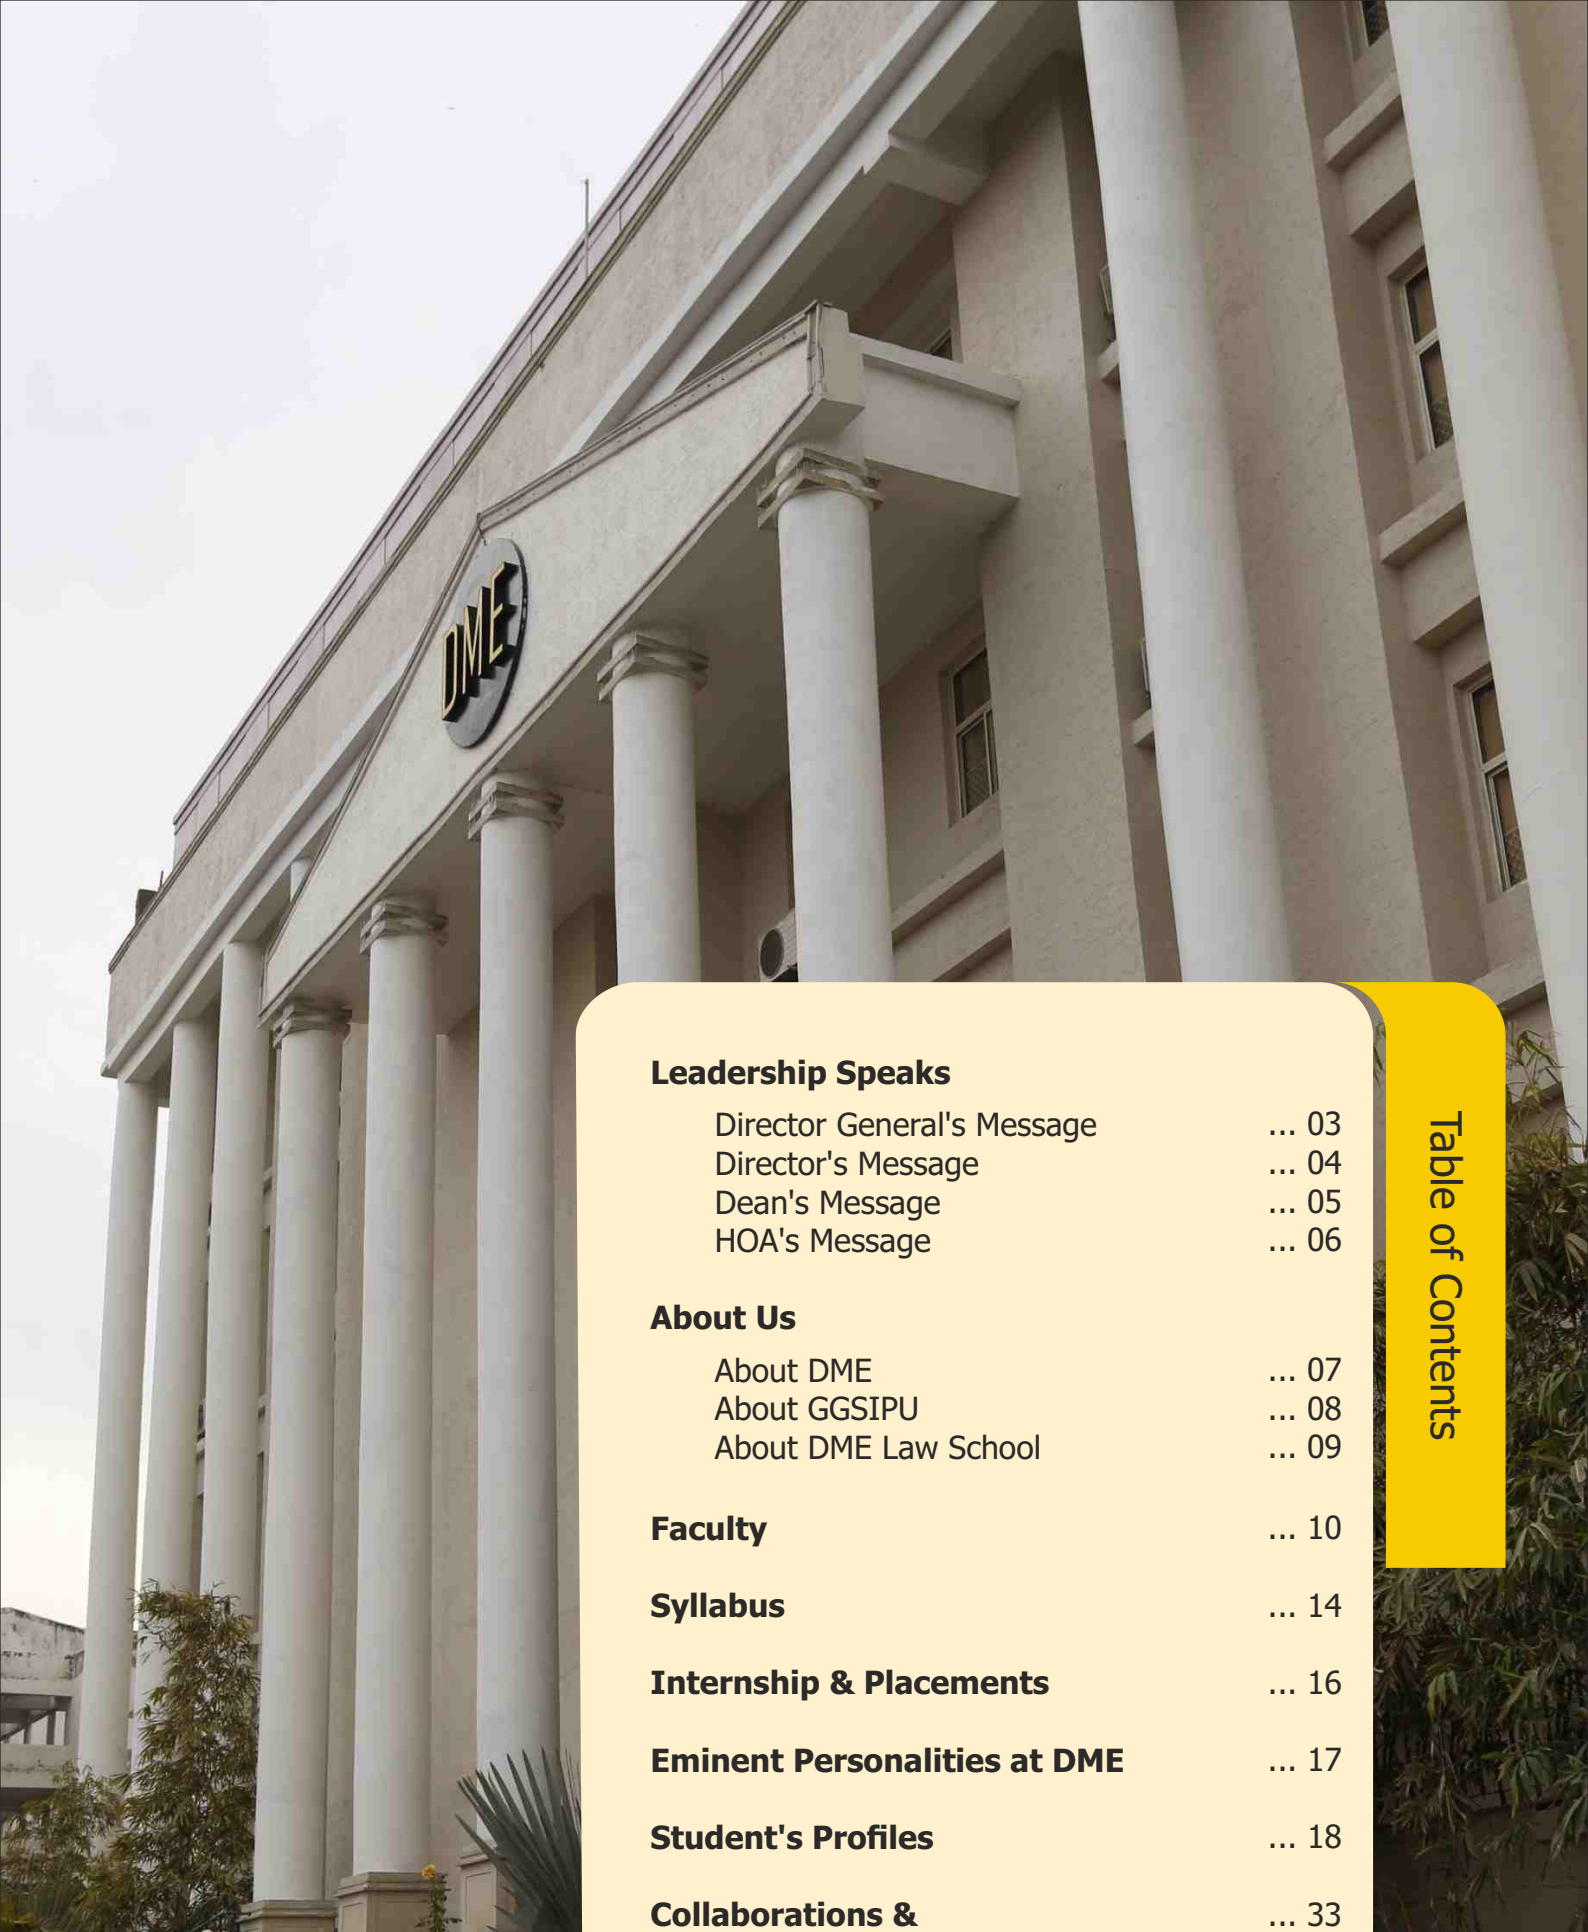 DME
Table of Contents
Leadership Speaks
Director General's Message ... 03
Director's Message ... 04
Dean's Message ... 05
HOA's Message ... 06
About Us
About DME ... 07
About GGSIPU ... 08
About DME Law School ... 09
Faculty ... 10
Syllabus ... 14
Internship & Placements ... 16
Eminent Personalities at DME ... 17
Student's Profiles ... 18
Collaborations & ... 33